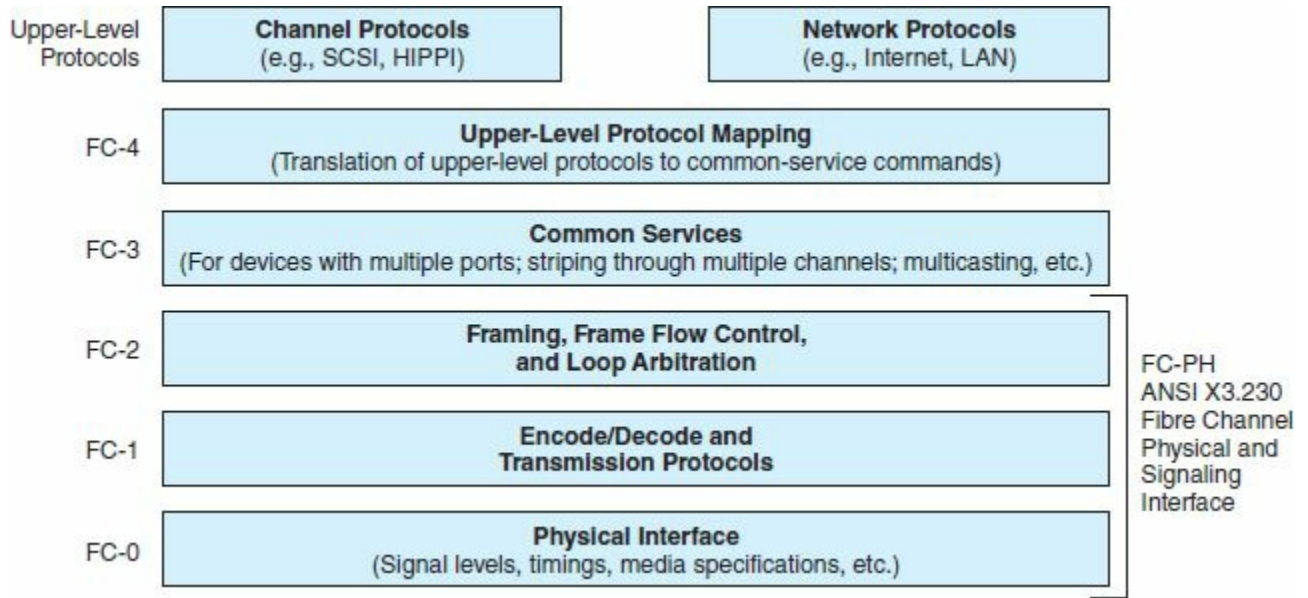 Upper-Level
Protocols
Channel Protocols
(e.g., SCSI, HIPPI)
Network Protocols
(e.g., Internet, LAN)
FC-4
Upper-Level Protocol Mapping
(Translation of upper-level protocols to common-service commands)
FC-3
Common Services
(For devices with multiple ports; striping through multiple channels; multicasting, etc.)
FC-2
Framing, Frame Flow Control,
and Loop Arbitration
FC-1
Encode/Decode and
Transmission Protocols
FC-0
Physical Interface
(Signal levels, timings, media specifications, etc.)
FC-PH
ANSI X3.230
Fibre Channel
Physical and
Signaling
Interface